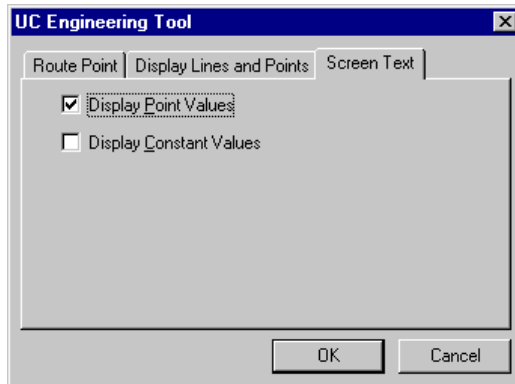 UC Engineering Tool
Route Point Display Lines and Points Screen Text
Display Point Values
Display Constant Values
OK Cancel